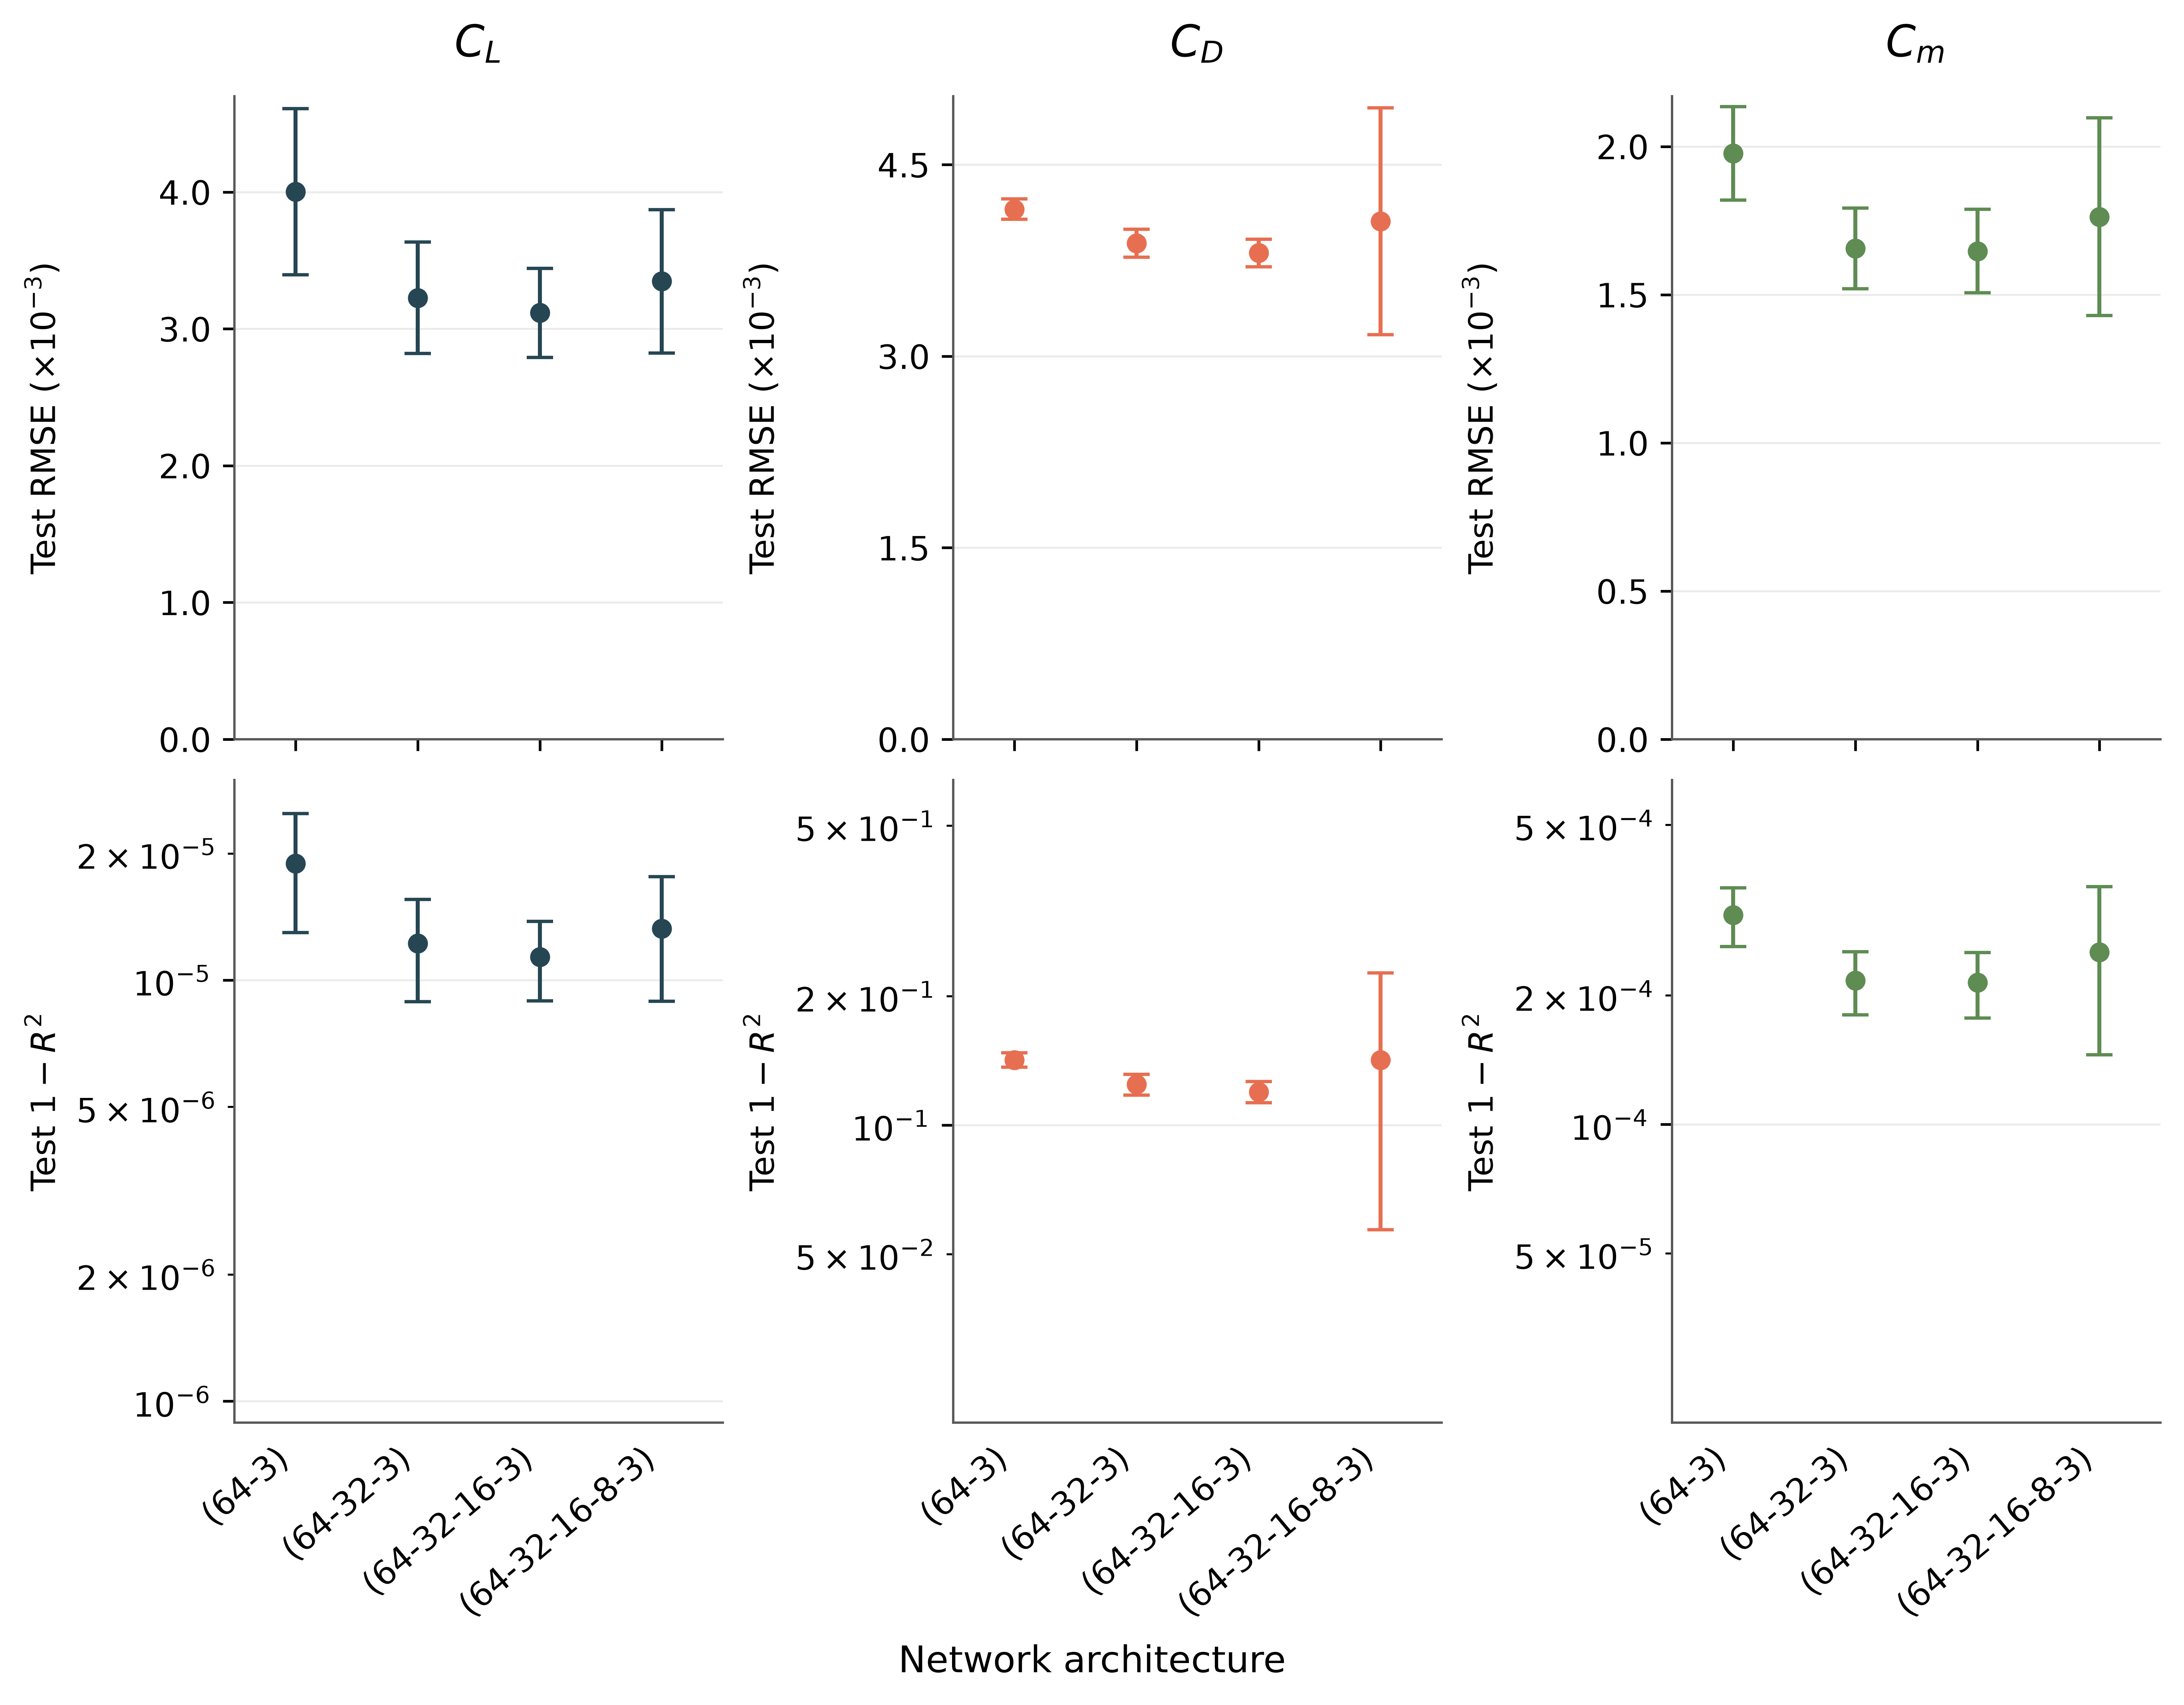 C_L
C_D
C_m
Test RMSE (×10⁻³)
4.0
3.0
2.0
1.0
0.0
Test RMSE (×10⁻³)
4.5
3.0
1.5
0.0
Test RMSE (×10⁻³)
2.0
1.5
1.0
0.5
0.0
Test 1 − R²
2 × 10⁻⁵
10⁻⁵
5 × 10⁻⁶
2 × 10⁻⁶
10⁻⁶
Test 1 − R²
5 × 10⁻¹
2 × 10⁻¹
10⁻¹
5 × 10⁻²
Test 1 − R²
5 × 10⁻⁴
2 × 10⁻⁴
10⁻⁴
5 × 10⁻⁵
(64-3)
(64-32-3)
(64-32-16-3)
(64-32-16-8-3)
(64-3)
(64-32-3)
(64-32-16-3)
(64-32-16-8-3)
(64-3)
(64-32-3)
(64-32-16-3)
(64-32-16-8-3)
Network architecture